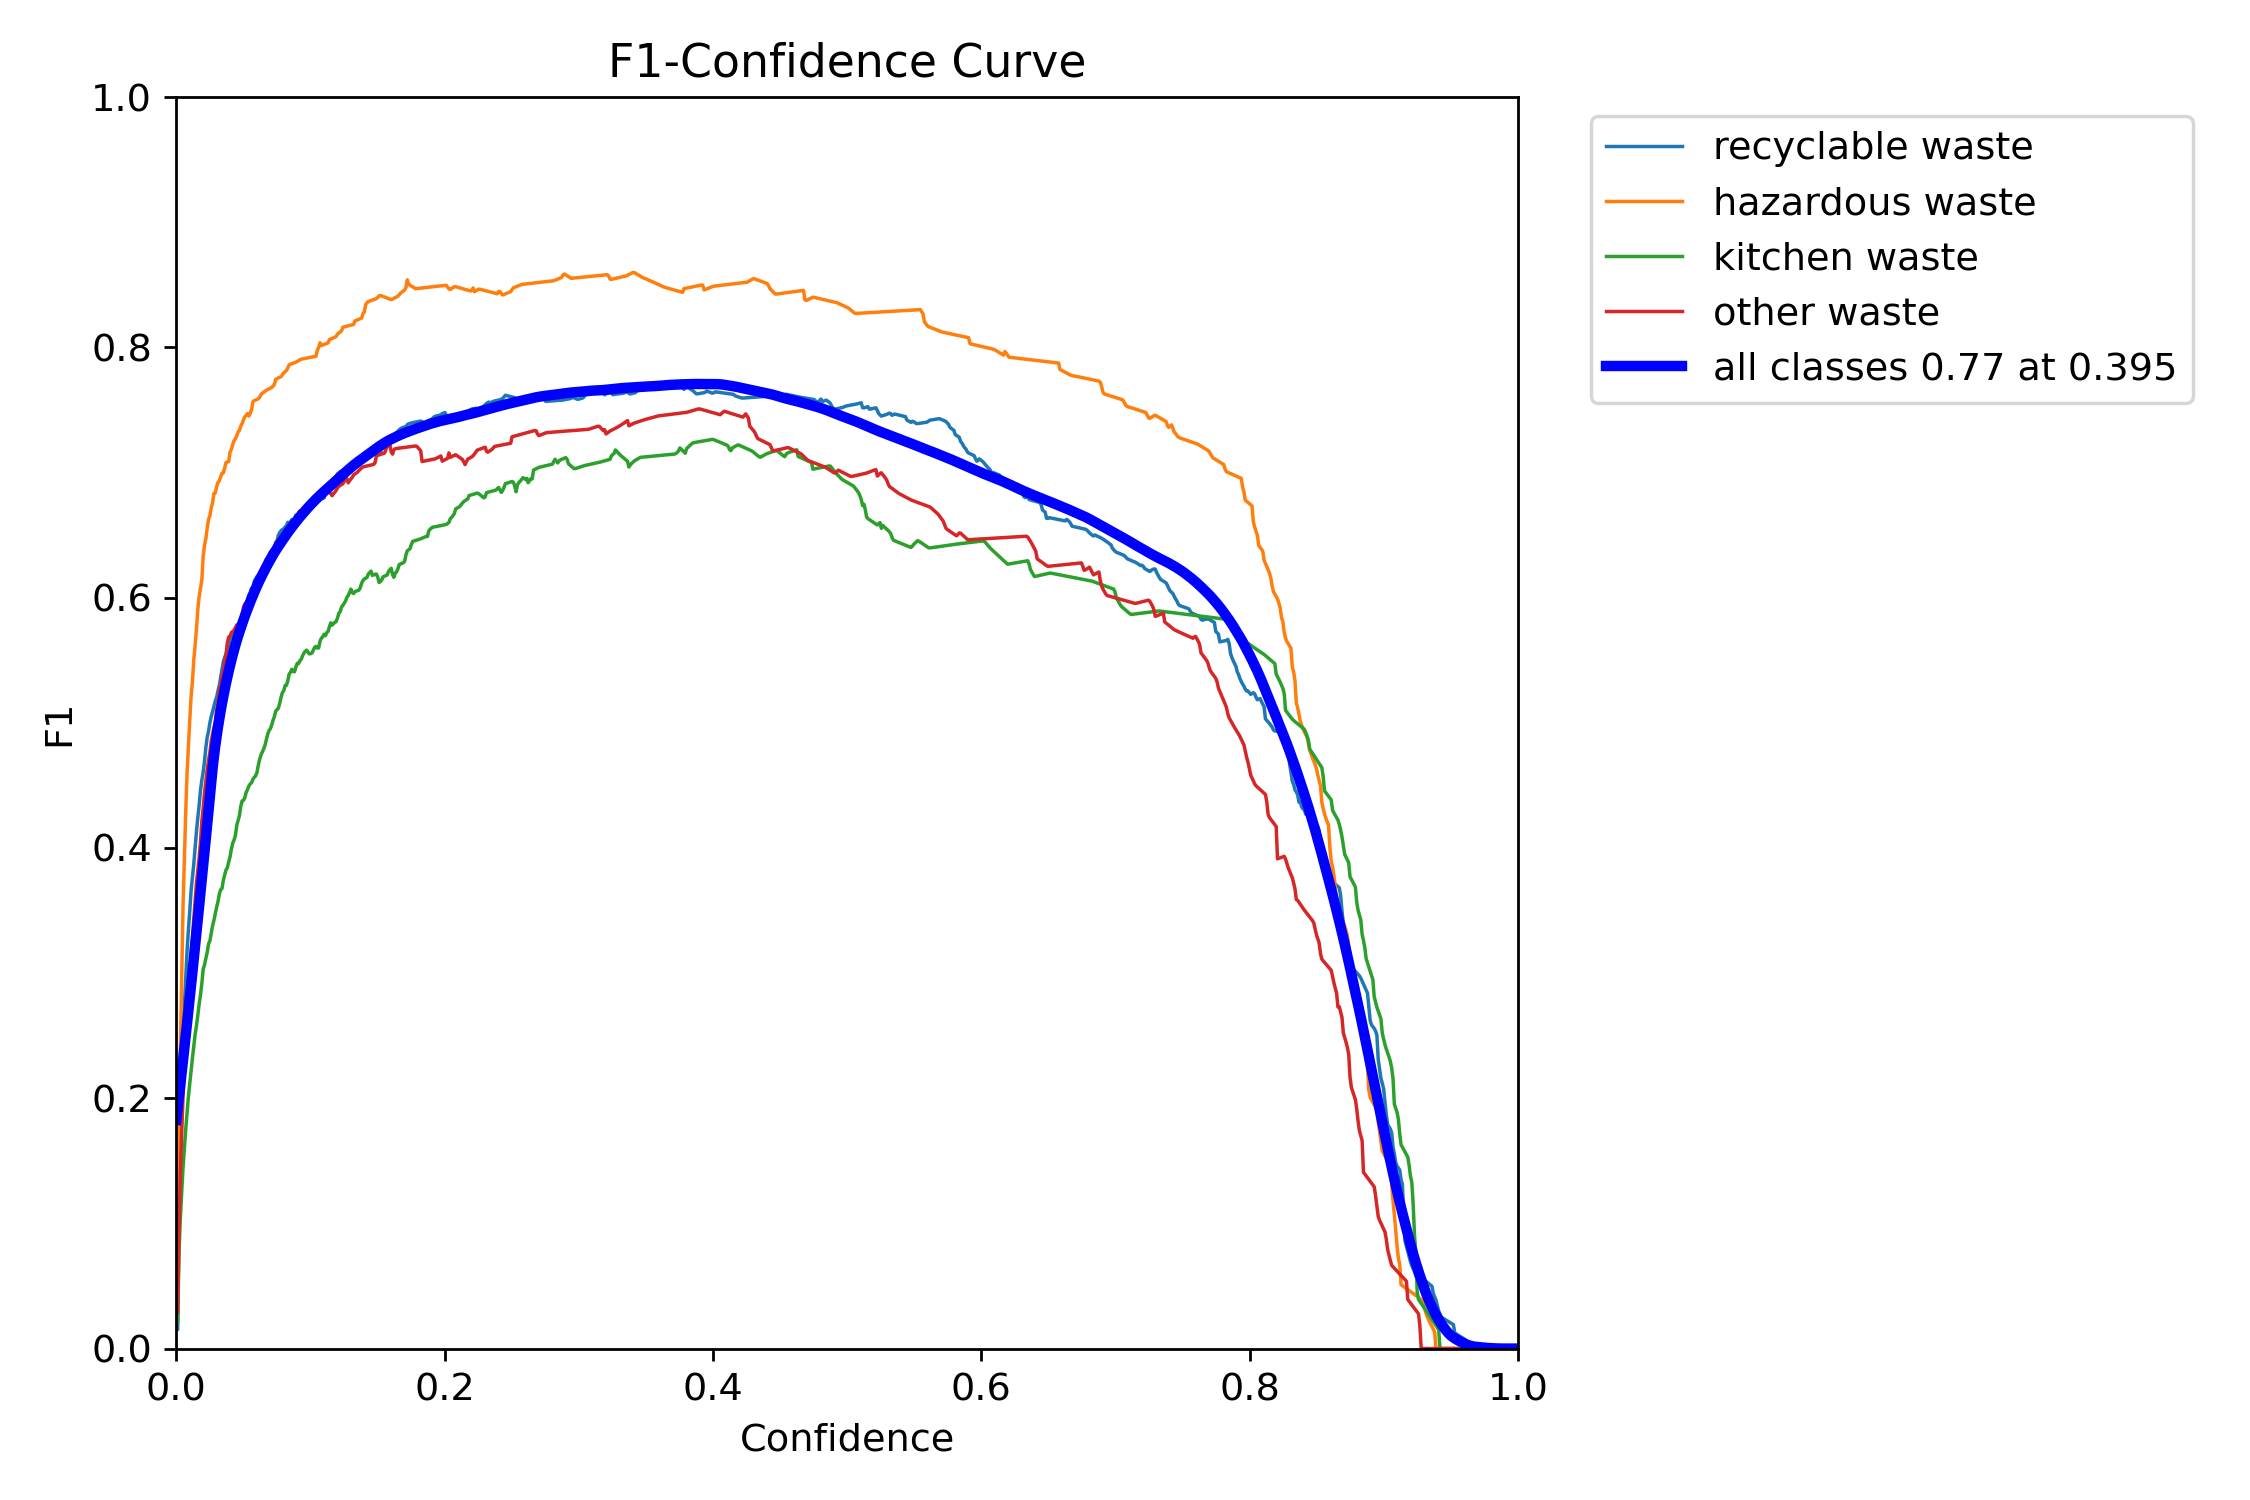 F1-Confidence Curve
1.0
0.8
0.6
0.4
0.2
0.0
F1
0.0 0.2 0.4 0.6 0.8 1.0
Confidence
recyclable waste
hazardous waste
kitchen waste
other waste
all classes 0.77 at 0.395